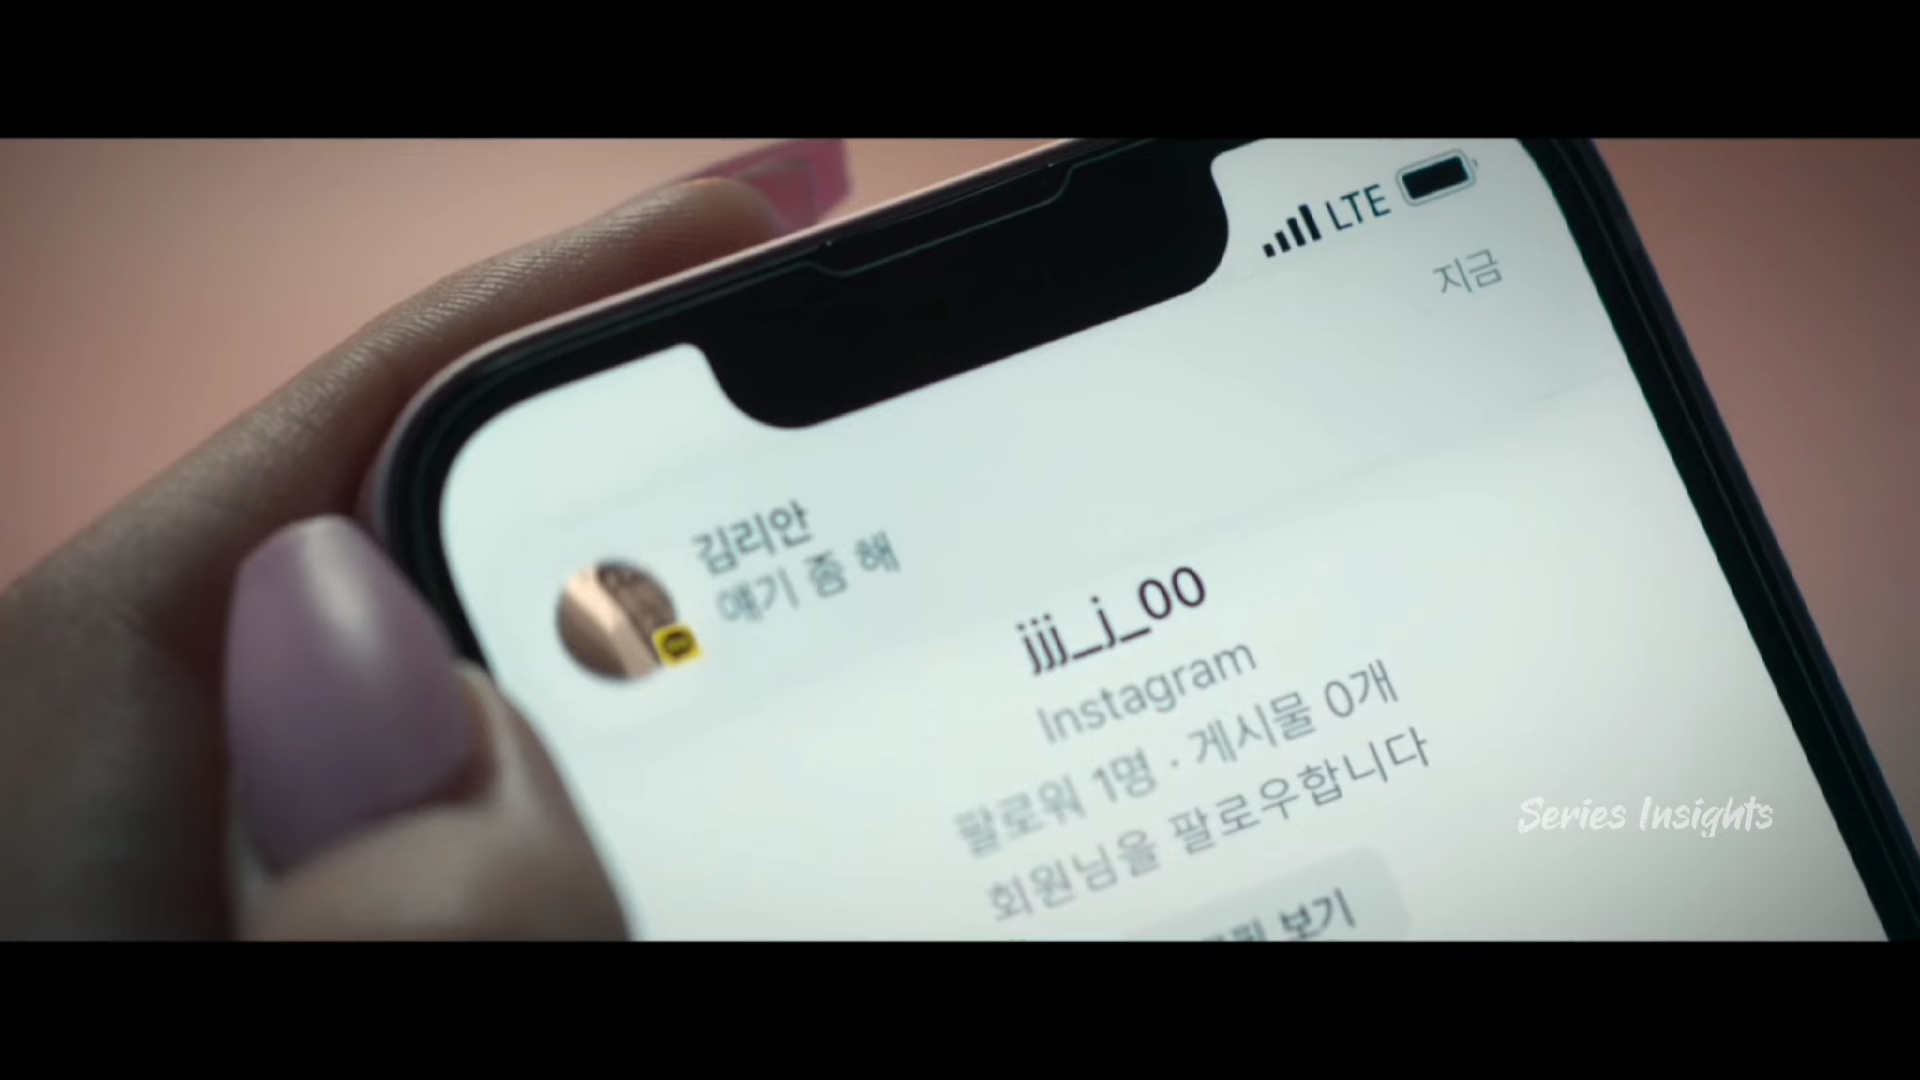 LTE
지금
김리안
얘기 좀 해
jjj_j_00
Instagram
팔로워 1명 · 게시물 0개
회원님을 팔로우합니다
보기
Series Insights